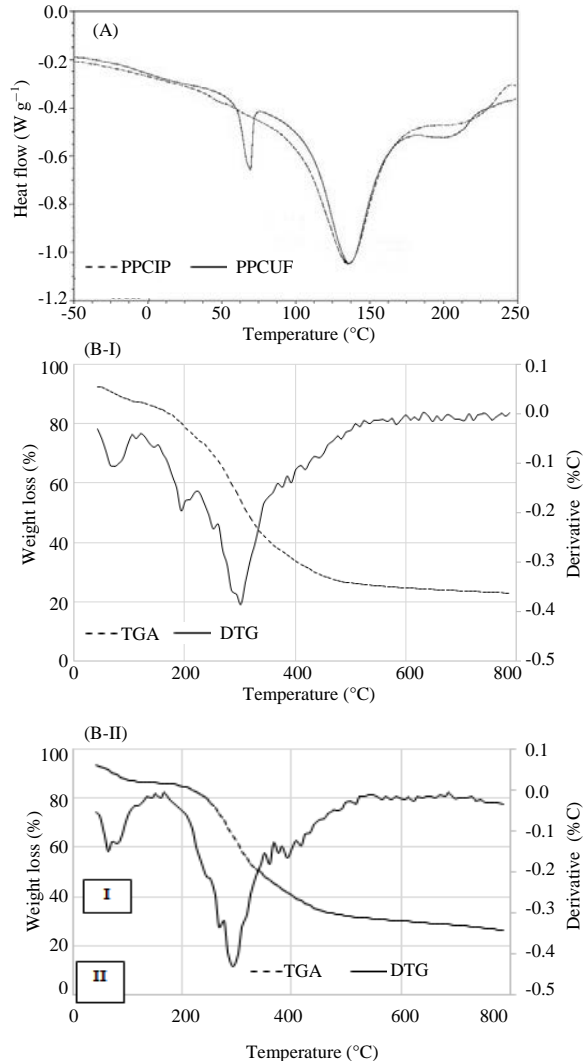 (A)
0.0
-0.2
-0.4
-0.6
-0.8
-1.0
-1.2
Heat flow (W g⁻¹)
PPCIP PPCUF
-50 0 50 100 150 200 250
Temperature (°C)
(B-I)
100
80
60
40
20
0
Weight loss (%)
0.1
0.0
-0.1
-0.2
-0.3
-0.4
-0.5
Derivative (%C)
TGA DTG
0 200 400 600 800
Temperature (°C)
(B-II)
100
80
60
40
20
0
Weight loss (%)
0.1
0.0
-0.1
-0.2
-0.3
-0.4
-0.5
Derivative (%C)
I
II
TGA DTG
0 200 400 600 800
Temperature (°C)